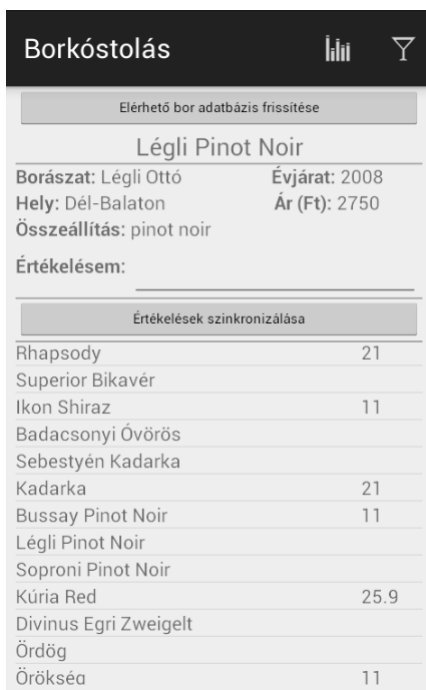 Borkóstolás
Elérhető bor adatbázis frissítése
Légli Pinot Noir
Borászat: Légli Ottó Évjárat: 2008
Hely: Dél-Balaton Ár (Ft): 2750
Összeállítás: pinot noir
Értékelésem:
Értékelések szinkronizálása
Rhapsody 21
Superior Bikavér
Ikon Shiraz 11
Badacsonyi Óvörös
Sebestyén Kadarka
Kadarka 21
Bussay Pinot Noir 11
Légli Pinot Noir
Soproni Pinot Noir
Kúria Red 25.9
Divinus Egri Zweigelt
Ördög
Örökség 11